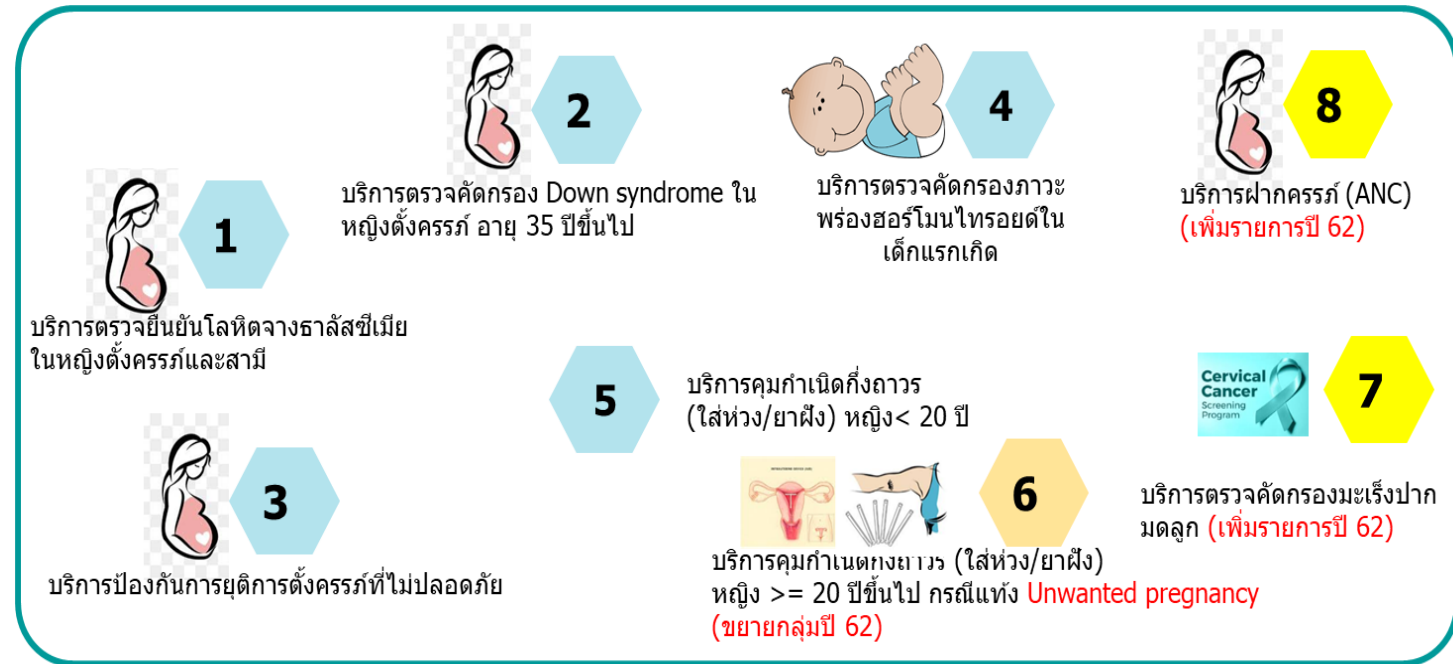 1
บริการตรวจยืนยันโลหิตจางธาลัสซีเมีย
ในหญิงตั้งครรภ์และสามี
2
บริการตรวจคัดกรอง Down syndrome ใน
หญิงตั้งครรภ์ อายุ 35 ปีขึ้นไป
3
บริการป้องกันการยุติการตั้งครรภ์ที่ไม่ปลอดภัย
4
บริการตรวจคัดกรองภาวะ
พร่องฮอร์โมนไทรอยด์ใน
เด็กแรกเกิด
5
บริการคุมกำเนิดกึ่งถาวร
(ใส่ห่วง/ยาฝัง) หญิง< 20 ปี
6
บริการคุมกำเนิดกึ่งถาวร (ใส่ห่วง/ยาฝัง)
หญิง >= 20 ปีขึ้นไป กรณีแท้ง Unwanted pregnancy
(ขยายกลุ่มปี 62)
Cervical
Cancer
Screening
Program
7
บริการตรวจคัดกรองมะเร็งปาก
มดลูก (เพิ่มรายการปี 62)
8
บริการฝากครรภ์ (ANC)
(เพิ่มรายการปี 62)